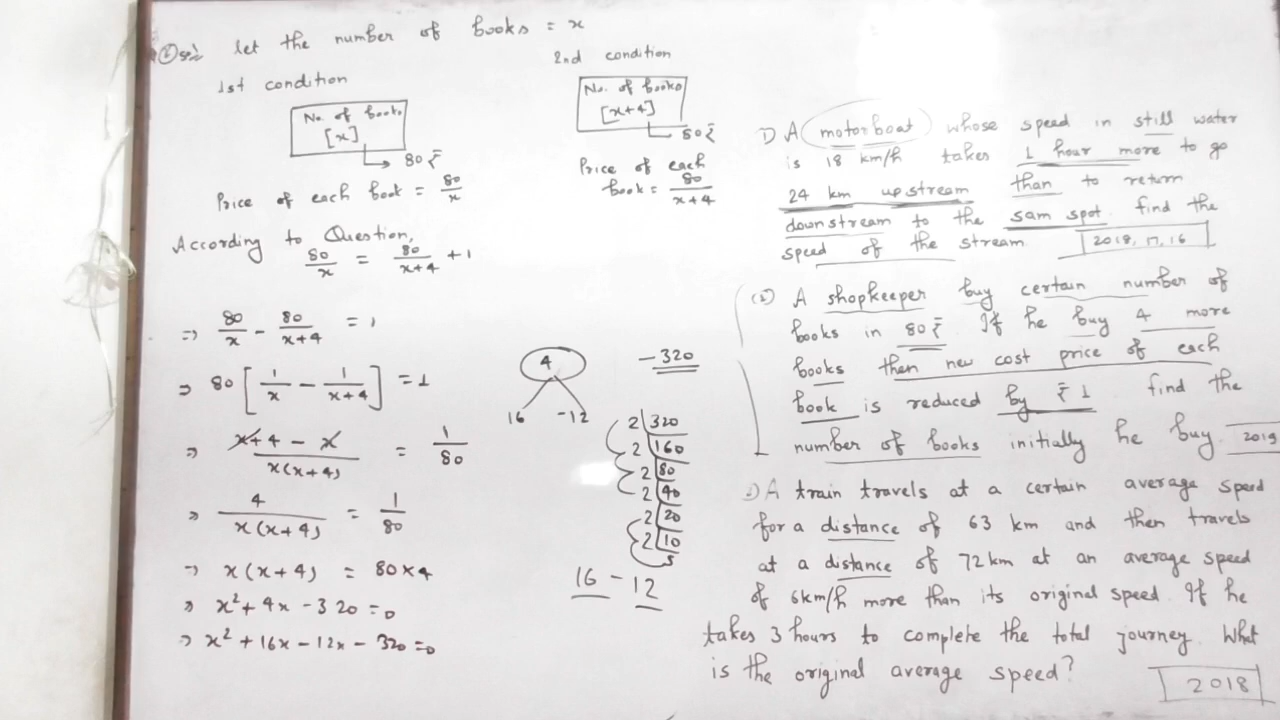 ② Solⁿ let the number of books = x
1st condition
No. of books
[x]
→ 80 ₹
Price of each book = 80/x
2nd condition
No. of books
[x+4]
80 ₹
Price of each
book = 80/x+4
According to Question,
80/x = 80/x+4 + 1
⇒ 80/x - 80/x+4 = 1
⇒ 80 [ 1/x - 1/x+4 ] = 1
⇒ x+4-x/x(x+4) = 1/80
⇒ 4/x(x+4) = 1/80
⇒ x(x+4) = 80×4
⇒ x² + 4x - 320 = 0
⇒ x² + 16x - 12x - 320 = 0
4
16 -12
-320
2 320
2 160
2 80
2 40
2 20
2 10
5
16 - 12
1) A motorboat whose speed in still water
is 18 km/h takes 1 hour more to go
24 km upstream than to return
downstream to the sam spot. find the
speed of the stream 2018, 17, 16
(2) A shopkeeper buy certain number of
books in 80 ₹. If he buy 4 more
books then new cost price of each
book is reduced by ₹ 1 find the
number of books initially he buy. 2019
) A train travels at a certain average speed
for a distance of 63 km and then travels
at a distance of 72 km at an average speed
of 6km/h more than its original speed. If he
takes 3 hours to complete the total journey. What
is the original average speed? 2018